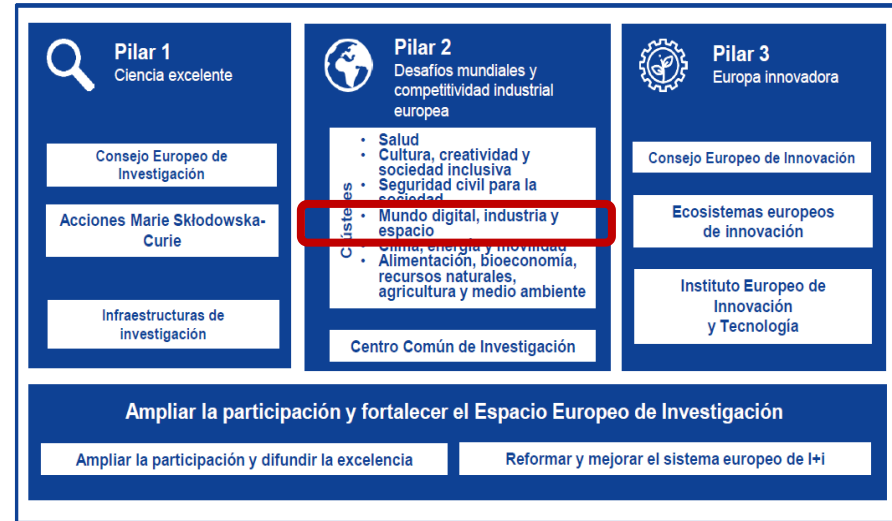 Pilar 1
Ciencia excelente
Consejo Europeo de
Investigación
Acciones Marie Skłodowska-
Curie
Infraestructuras de
investigación
Pilar 2
Desafíos mundiales y
competitividad industrial
europea
Clústeres
• Salud
• Cultura, creatividad y
sociedad inclusiva
• Seguridad civil para la
sociedad
• Mundo digital, industria y
espacio
• Clima, energía y movilidad
• Alimentación, bioeconomía,
recursos naturales,
agricultura y medio ambiente
Centro Común de Investigación
Pilar 3
Europa innovadora
Consejo Europeo de Innovación
Ecosistemas europeos
de innovación
Instituto Europeo de
Innovación
y Tecnología
Ampliar la participación y fortalecer el Espacio Europeo de Investigación
Ampliar la participación y difundir la excelencia
Reformar y mejorar el sistema europeo de I+i